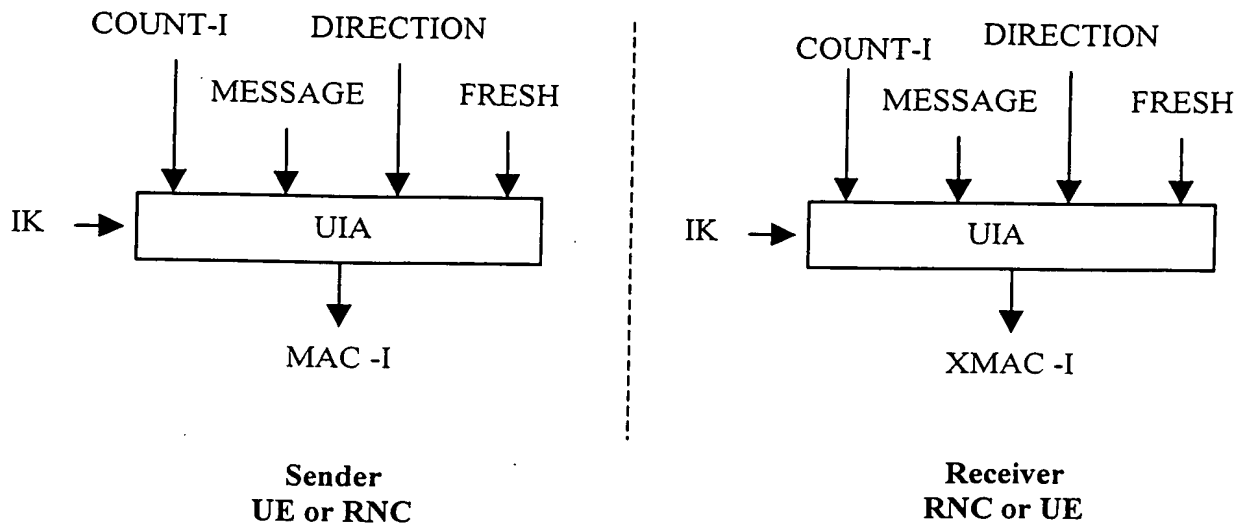 COUNT-I DIRECTION
MESSAGE FRESH
IK UIA
MAC -I
Sender
UE or RNC
COUNT-I DIRECTION
MESSAGE FRESH
IK UIA
XMAC -I
Receiver
RNC or UE